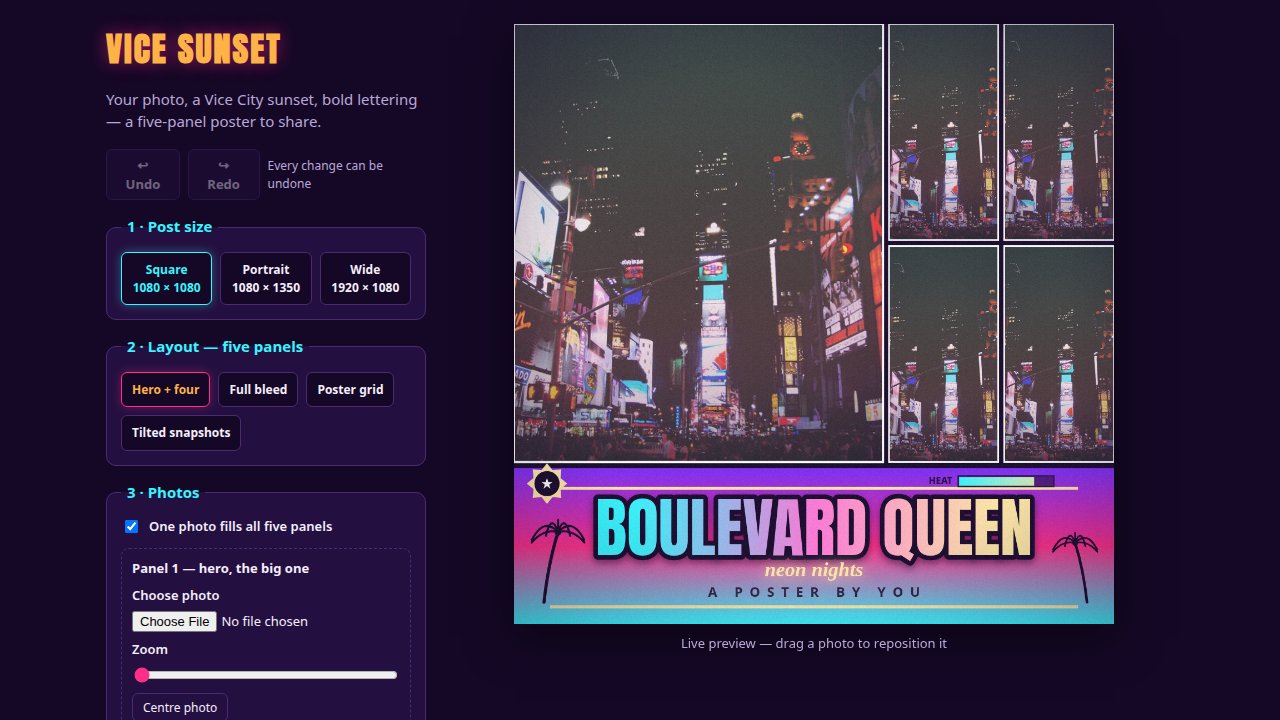 VICE SUNSET
Your photo, a Vice City sunset, bold lettering
— a five-panel poster to share.
↩
Undo
↪
Redo
Every change can be
undone
1 · Post size
Square
1080 × 1080
Portrait
1080 × 1350
Wide
1920 × 1080
2 · Layout — five panels
Hero + four
Full bleed
Poster grid
Tilted snapshots
3 · Photos
One photo fills all five panels
Panel 1 — hero, the big one
Choose photo
Choose File
No file chosen
Zoom
Centre photo
HEAT
BOULEVARD QUEEN
neon nights
A POSTER BY YOU
Live preview — drag a photo to reposition it